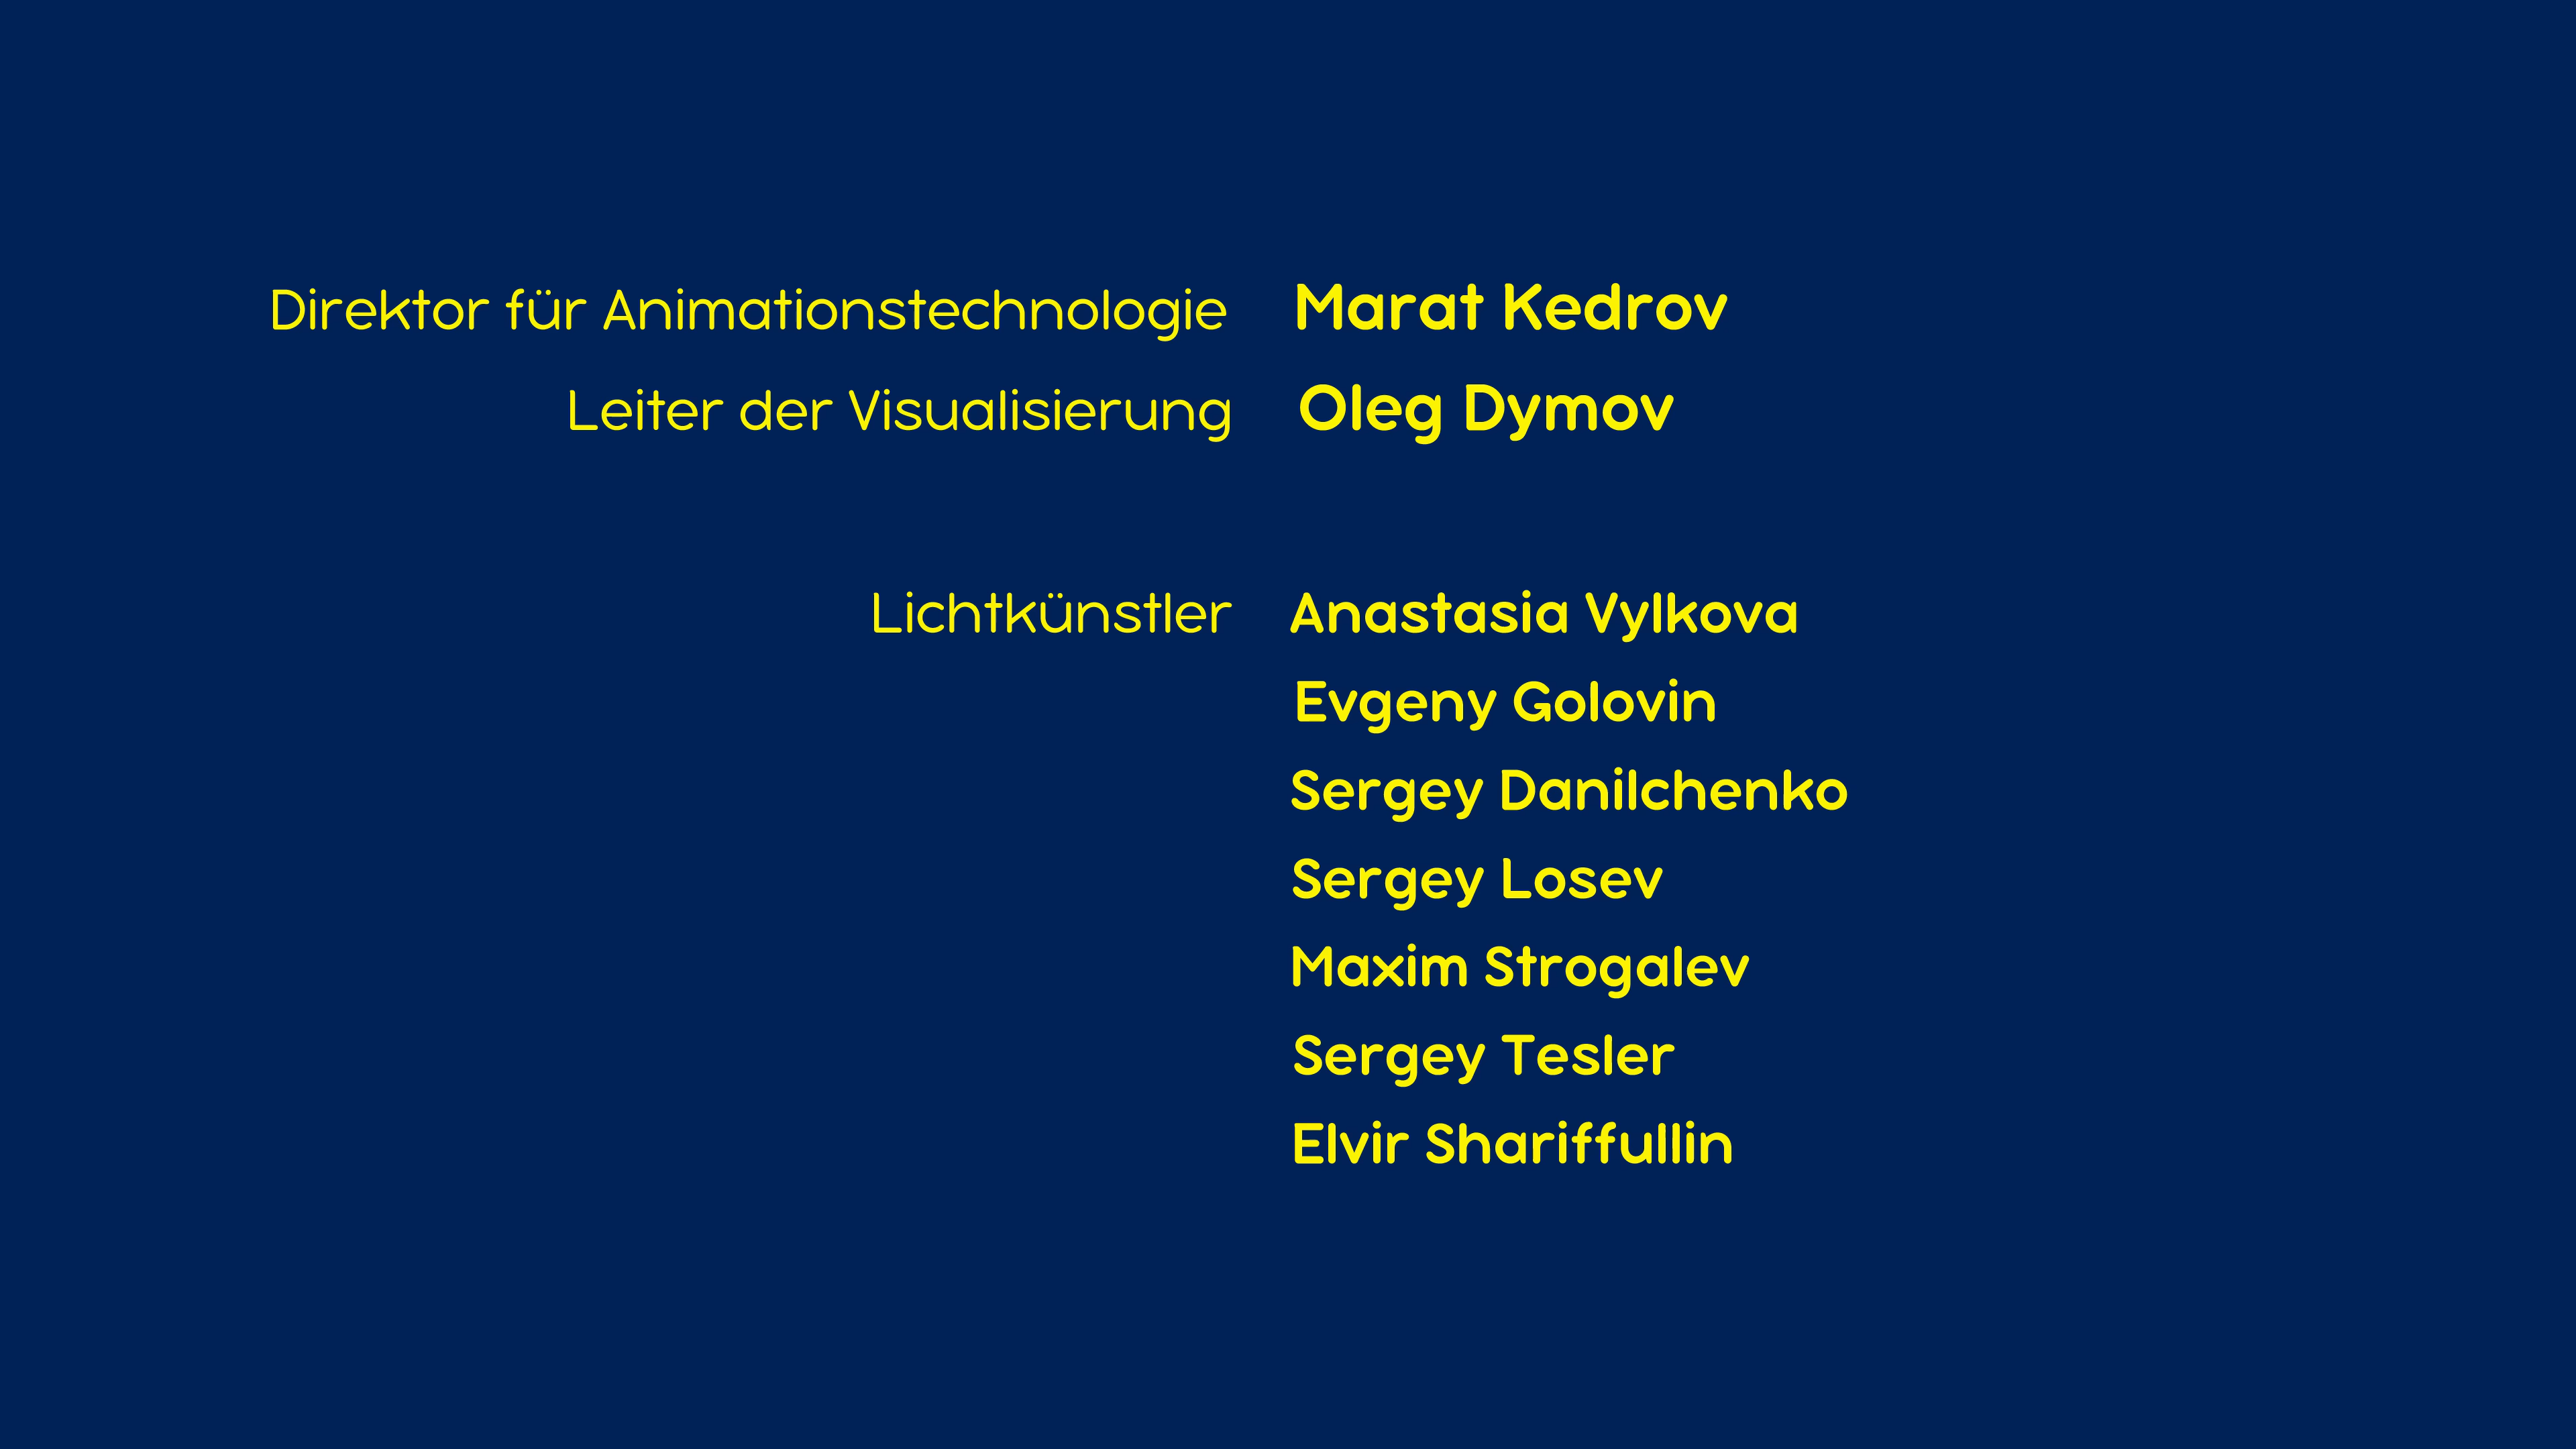 Direktor für Animationstechnologie Marat Kedrov
Leiter der Visualisierung Oleg Dymov
Lichtkünstler Anastasia Vylkova
Evgeny Golovin
Sergey Danilchenko
Sergey Losev
Maxim Strogalev
Sergey Tesler
Elvir Shariffullin